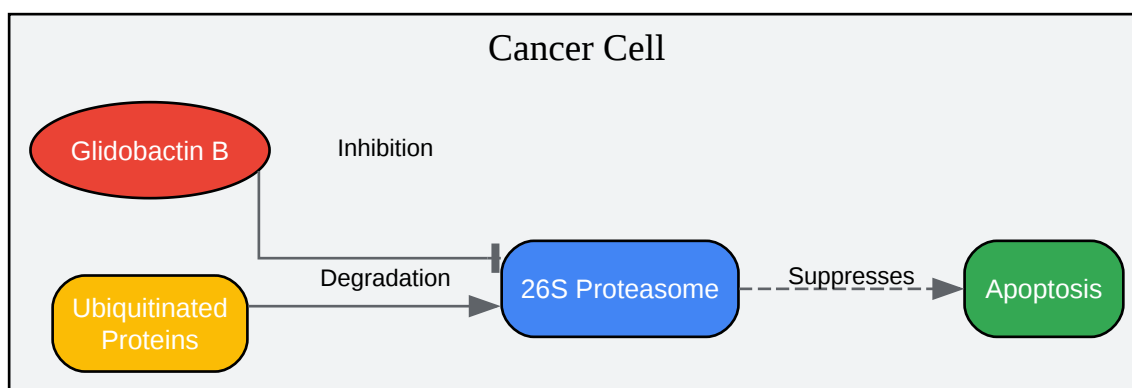 Cancer Cell
Glidobactin B
Inhibition
Degradation
Ubiquitinated
Proteins
26S Proteasome
Suppresses
Apoptosis